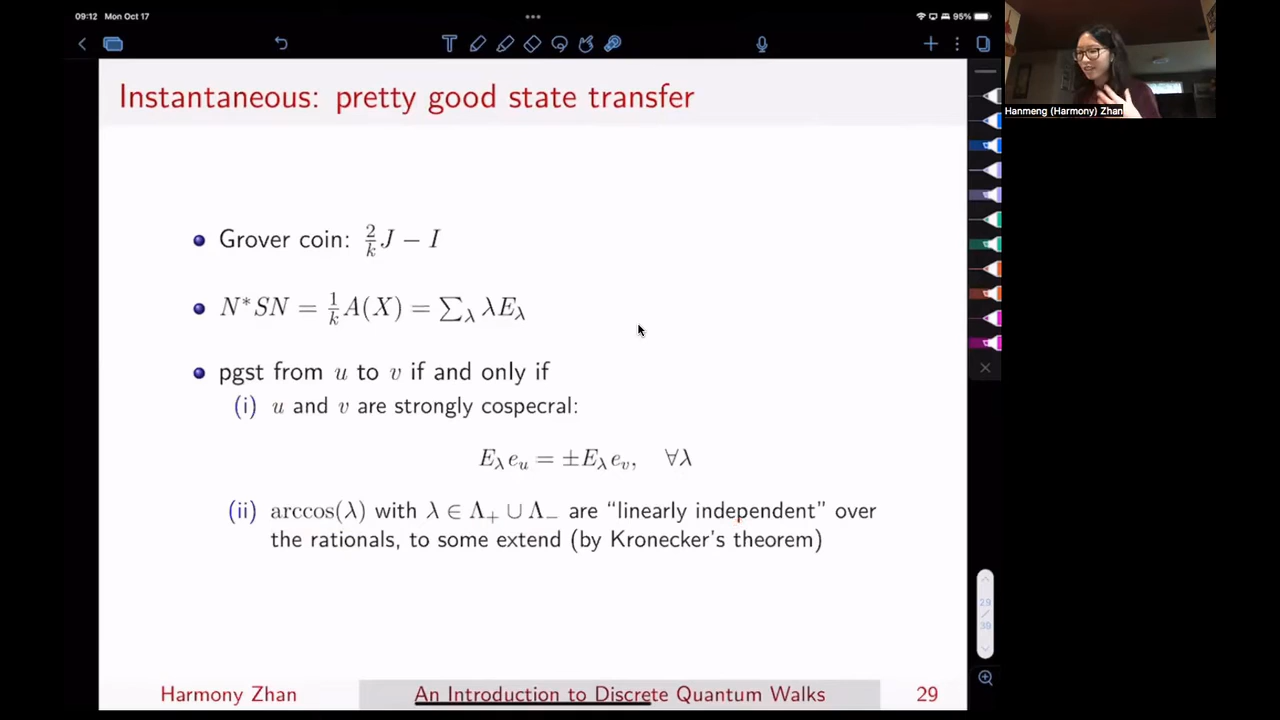 09:12 Mon Oct 17
95%
Instantaneous: pretty good state transfer
Hanmeng (Harmony) Zhan
Grover coin: 2/k J − I
N*SN = 1/k A(X) = ∑_λ λE_λ
pgst from u to v if and only if
(i) u and v are strongly cospecral:
E_λ e_u = ±E_λ e_v, ∀λ
(ii) arccos(λ) with λ ∈ Λ₊ ∪ Λ₋ are “linearly independent” over
the rationals, to some extend (by Kronecker's theorem)
29
/
39
Harmony Zhan
An Introduction to Discrete Quantum Walks
29